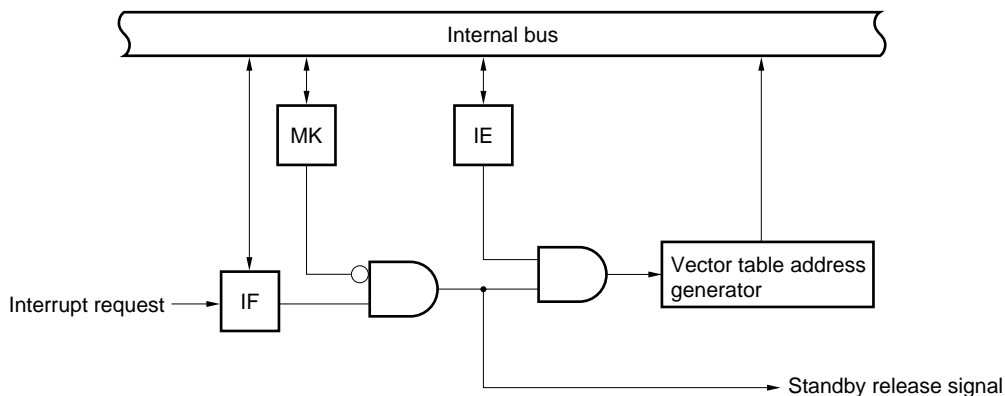 Internal bus
MK
IE
Vector table address
generator
Interrupt request
IF
Standby release signal